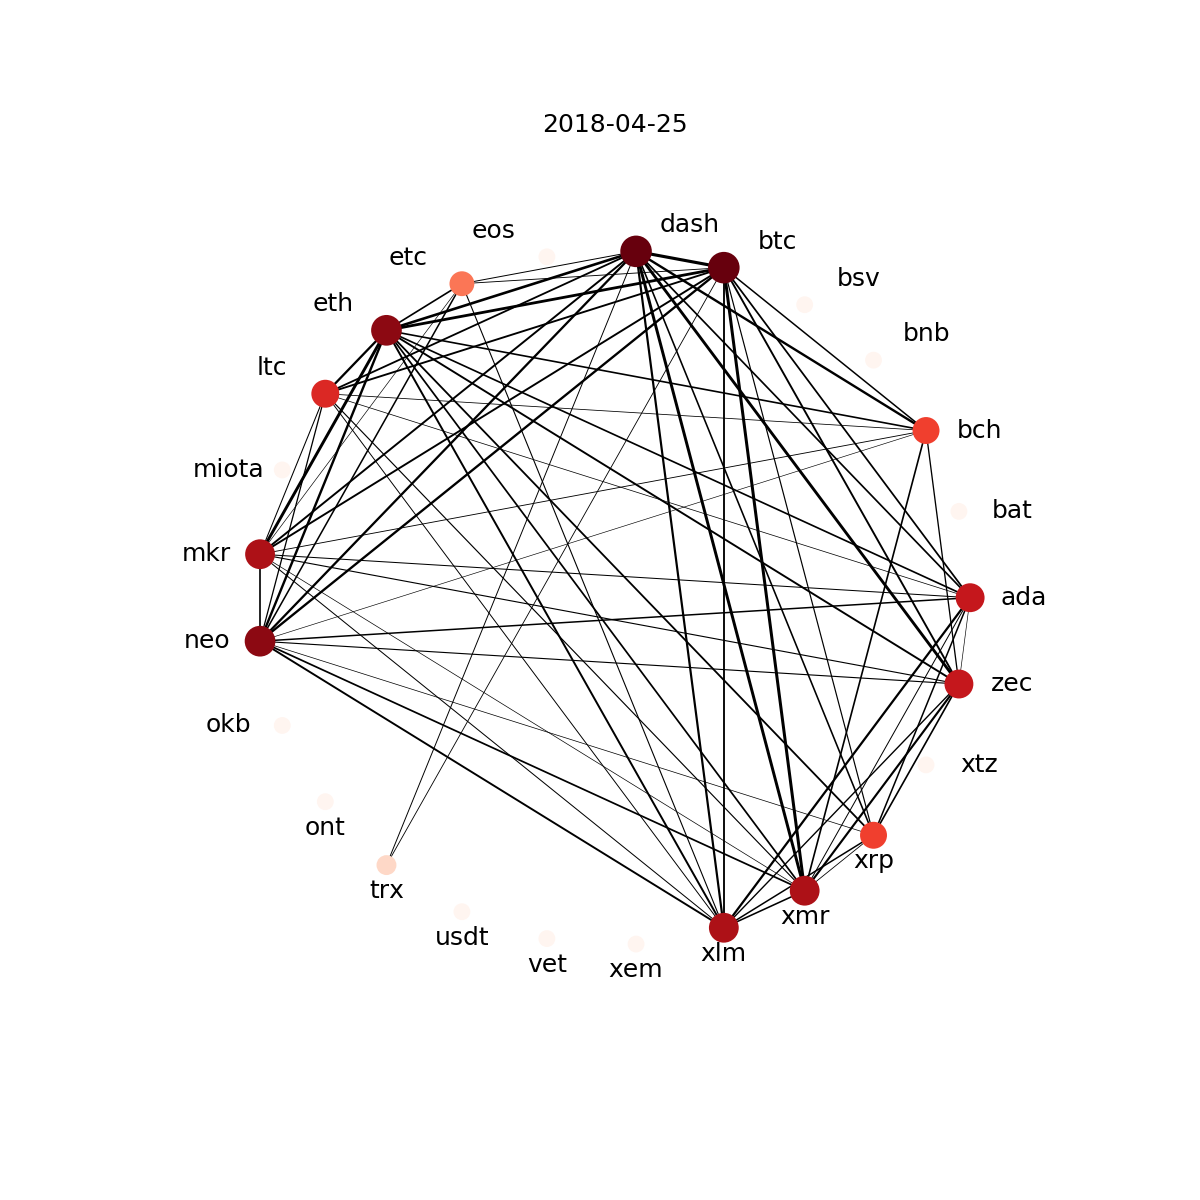 2018-04-25
dash
eos
btc
etc
bsv
eth
bnb
ltc
bch
miota
bat
mkr
ada
neo
zec
okb
xtz
ont
xrp
trx
xmr
usdt
xlm
vet
xem